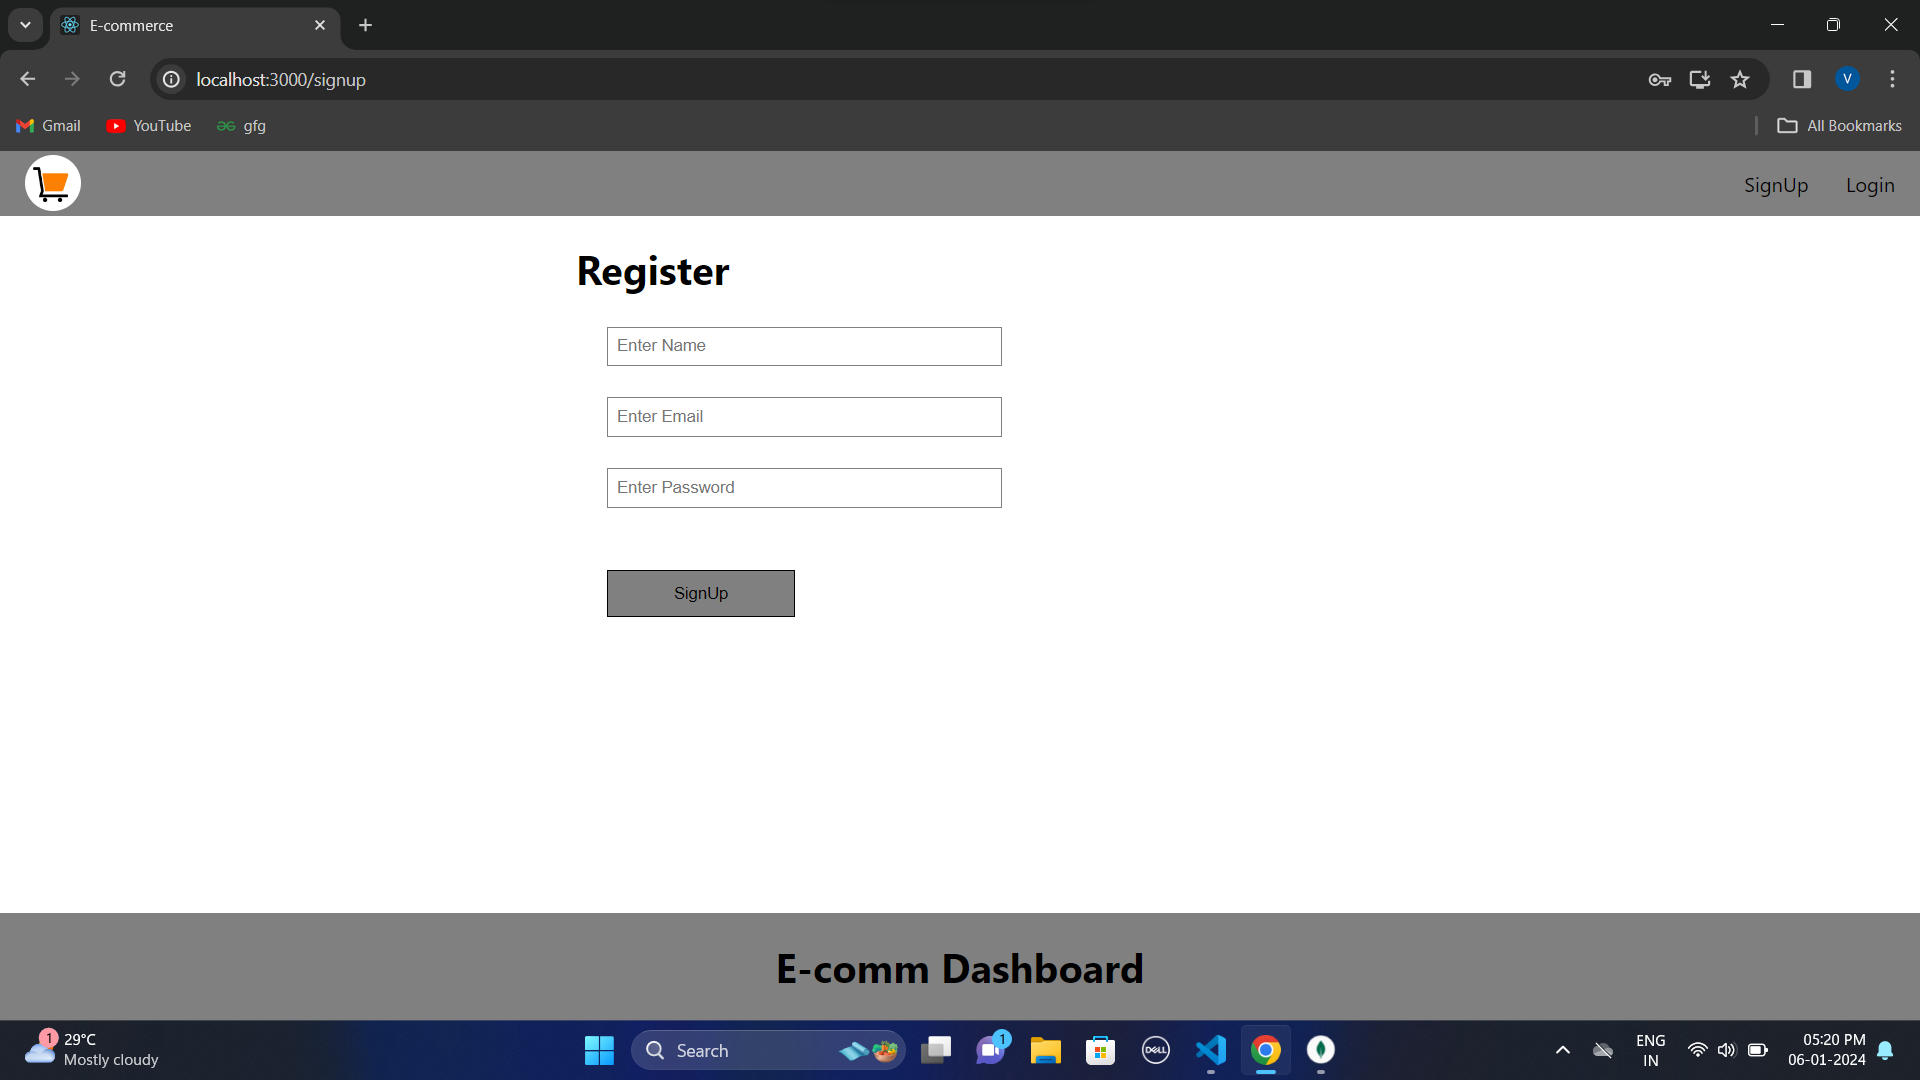 E-commerce
localhost:3000/signup
V
Gmail YouTube gfg All Bookmarks
SignUp Login
Register
Enter Name
Enter Email
Enter Password
SignUp
E-comm Dashboard
1 29°C
Mostly cloudy
Search
1
DELL
ENG
IN
05:20 PM
06-01-2024